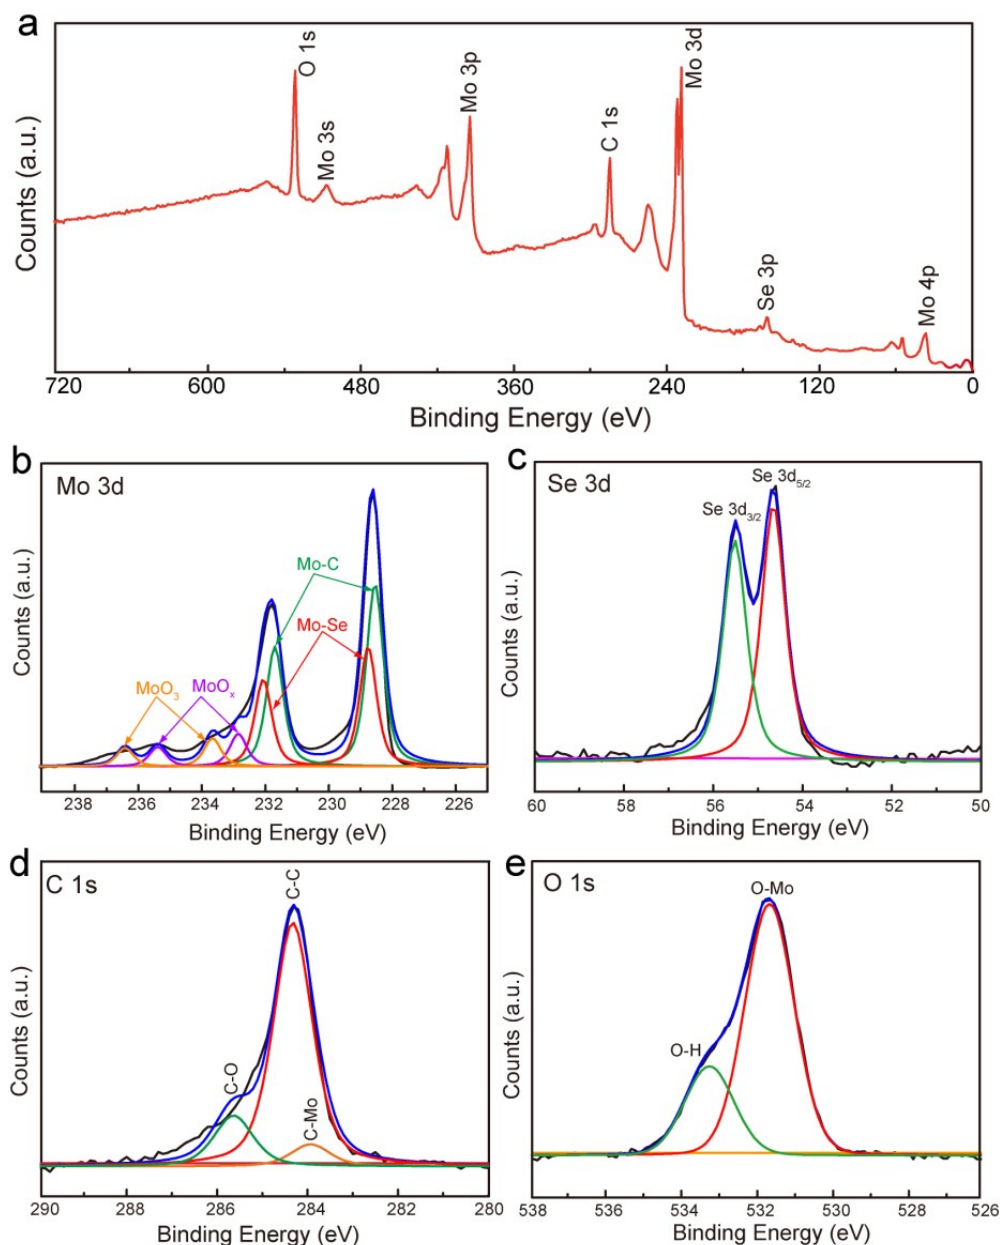 a
O 1s
Mo 3s
Mo 3p
C 1s
Mo 3d
Se 3p
Mo 4p
Counts (a.u.)
720 600 480 360 240 120 0
Binding Energy (eV)
b
Mo 3d
Mo-C
Mo-Se
MoO₃
MoOₓ
Counts (a.u.)
238 236 234 232 230 228 226
Binding Energy (eV)
c
Se 3d
Se 3d₃/₂
Se 3d₅/₂
Counts (a.u.)
60 58 56 54 52 50
Binding Energy (eV)
d
C 1s
C-C
C-O
C-Mo
Counts (a.u.)
290 288 286 284 282 280
Binding Energy (eV)
e
O 1s
O-Mo
O-H
Counts (a.u.)
538 536 534 532 530 528 526
Binding Energy (eV)